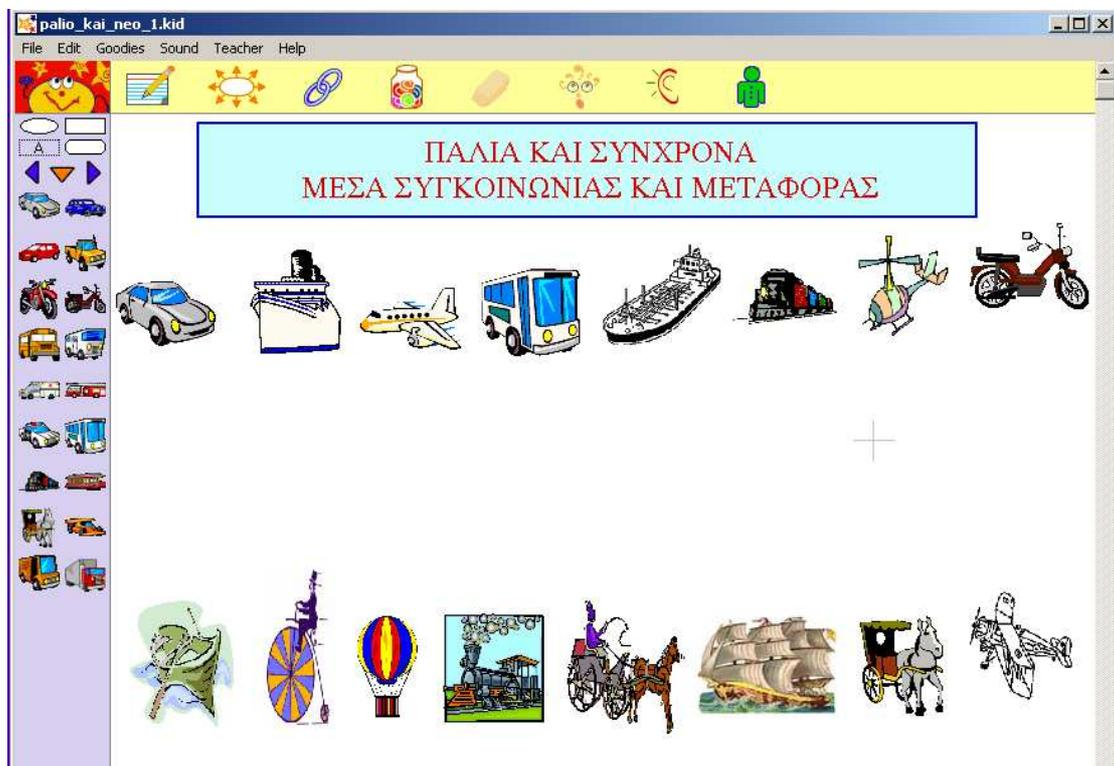 palio_kai_neo_1.kid
File Edit Goodies Sound Teacher Help
A
ΠΑΛΙΑ ΚΑΙ ΣΥΝΧΡΟΝΑ
ΜΕΣΑ ΣΥΓΚΟΙΝΩΝΙΑΣ ΚΑΙ ΜΕΤΑΦΟΡΑΣ